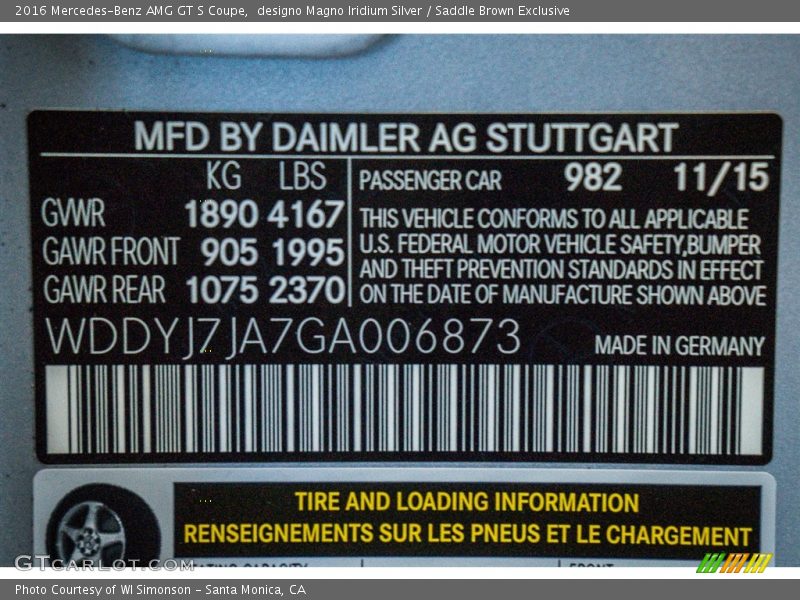 2016 Mercedes-Benz AMG GT S Coupe,  designo Magno Iridium Silver / Saddle Brown Exclusive
MFD BY DAIMLER AG STUTTGART
KG LBS
GVWR 1890 4167
GAWR FRONT 905 1995
GAWR REAR 1075 2370
PASSENGER CAR 982 11/15
THIS VEHICLE CONFORMS TO ALL APPLICABLE
U.S. FEDERAL MOTOR VEHICLE SAFETY,BUMPER
AND THEFT PREVENTION STANDARDS IN EFFECT
ON THE DATE OF MANUFACTURE SHOWN ABOVE
WDDYJ7JA7GA006873
MADE IN GERMANY
TIRE AND LOADING INFORMATION
RENSEIGNEMENTS SUR LES PNEUS ET LE CHARGEMENT
GTcarlot.com
Photo Courtesy of WI Simonson - Santa Monica, CA